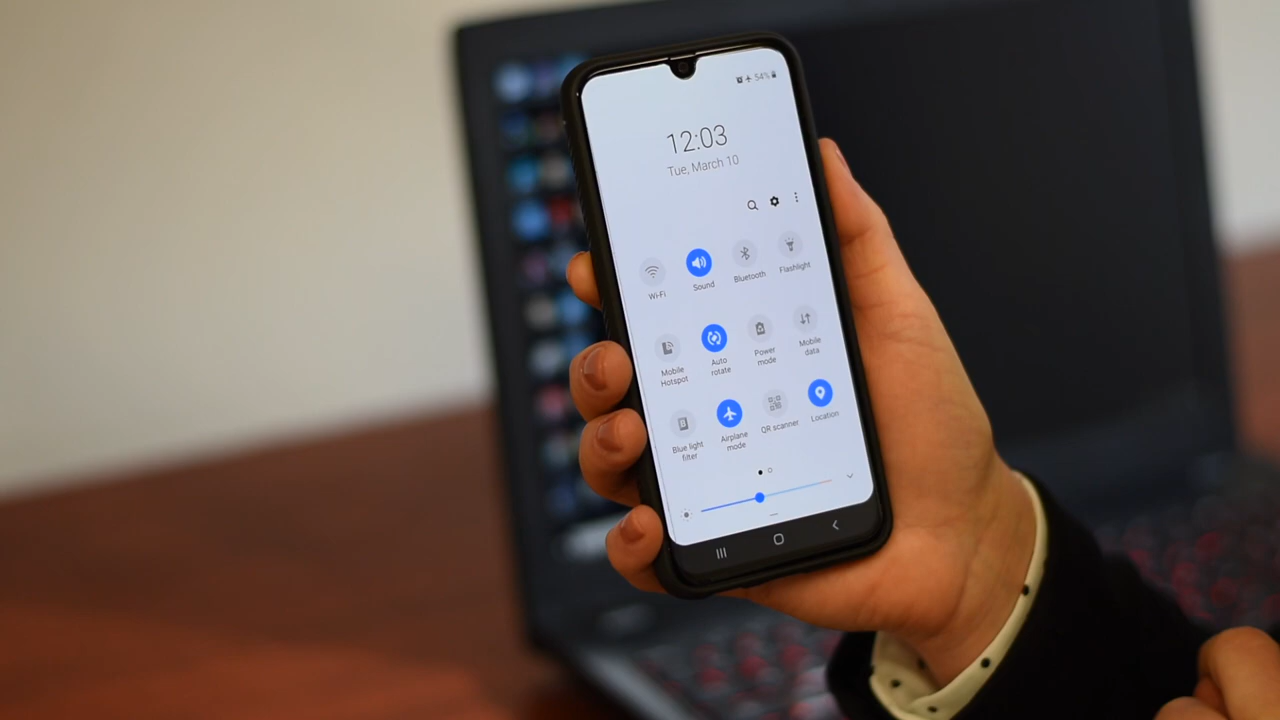 54%
12:03
Tue, March 10
Wi-Fi
Sound
Bluetooth
Flashlight
Mobile
Hotspot
Auto
rotate
Power
mode
Mobile
data
Blue light
filter
Airplane
mode
QR scanner
Location